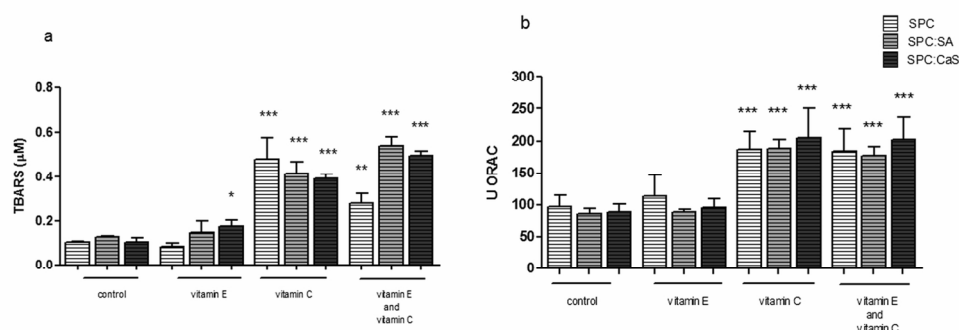 a
TBARS (µM)
0.8
0.6
0.4
0.2
0.0
***
***
***
***
***
**
*
control
vitamin E
vitamin C
vitamin E
and
vitamin C
b
SPC
SPC:SA
SPC:CaS
U ORAC
300
250
200
150
100
50
0
***
***
***
***
***
***
control
vitamin E
vitamin C
vitamin E
and
vitamin C